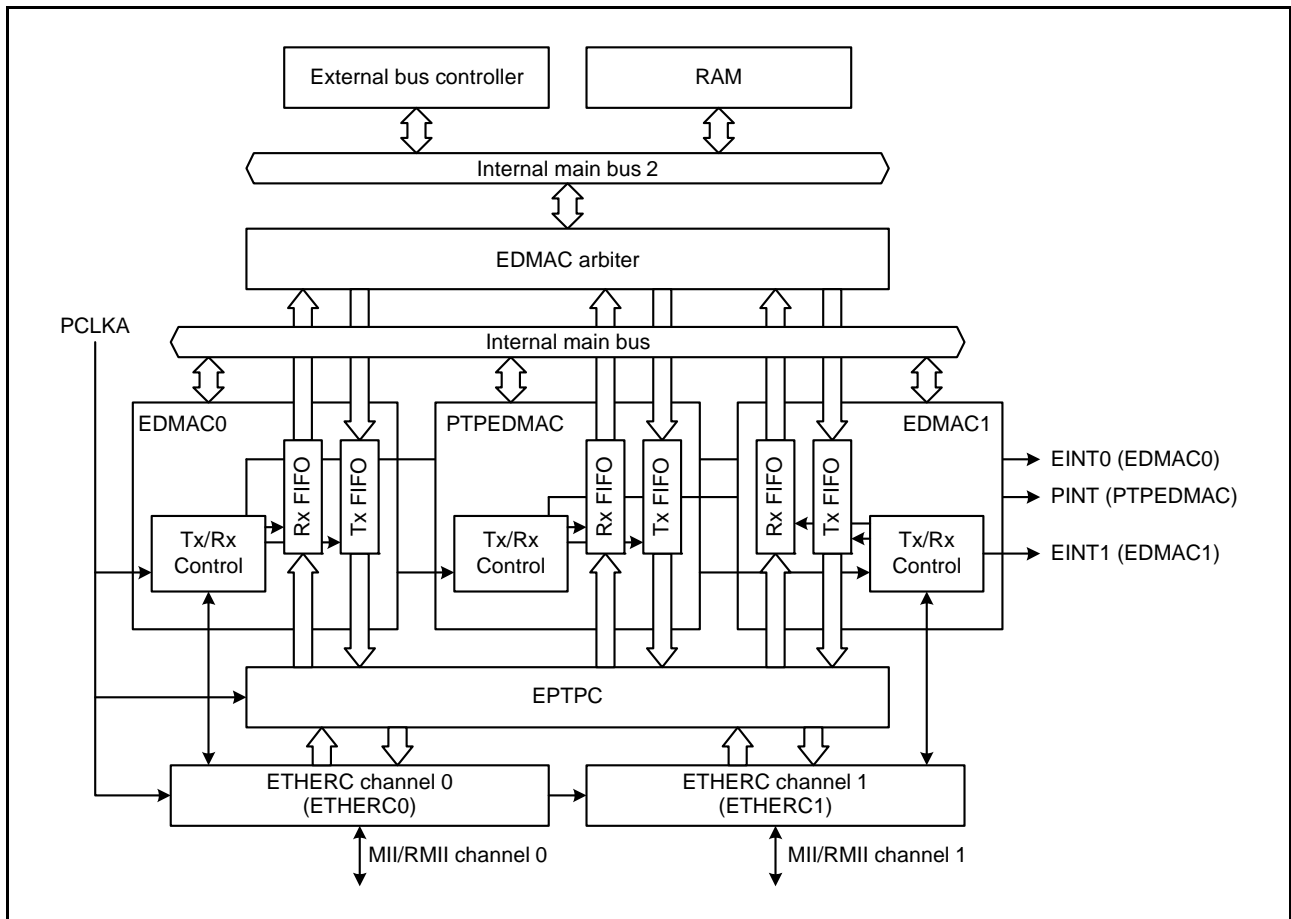 External bus controller
RAM
Internal main bus 2
EDMAC arbiter
PCLKA
Internal main bus
EDMAC0
PTPEDMAC
EDMAC1
Rx FIFO
Tx FIFO
Rx FIFO
Tx FIFO
Rx FIFO
Tx FIFO
EINT0 (EDMAC0)
PINT (PTPEDMAC)
EINT1 (EDMAC1)
Tx/Rx
Control
Tx/Rx
Control
Tx/Rx
Control
EPTPC
ETHERC channel 0
(ETHERC0)
ETHERC channel 1
(ETHERC1)
MII/RMII channel 0
MII/RMII channel 1